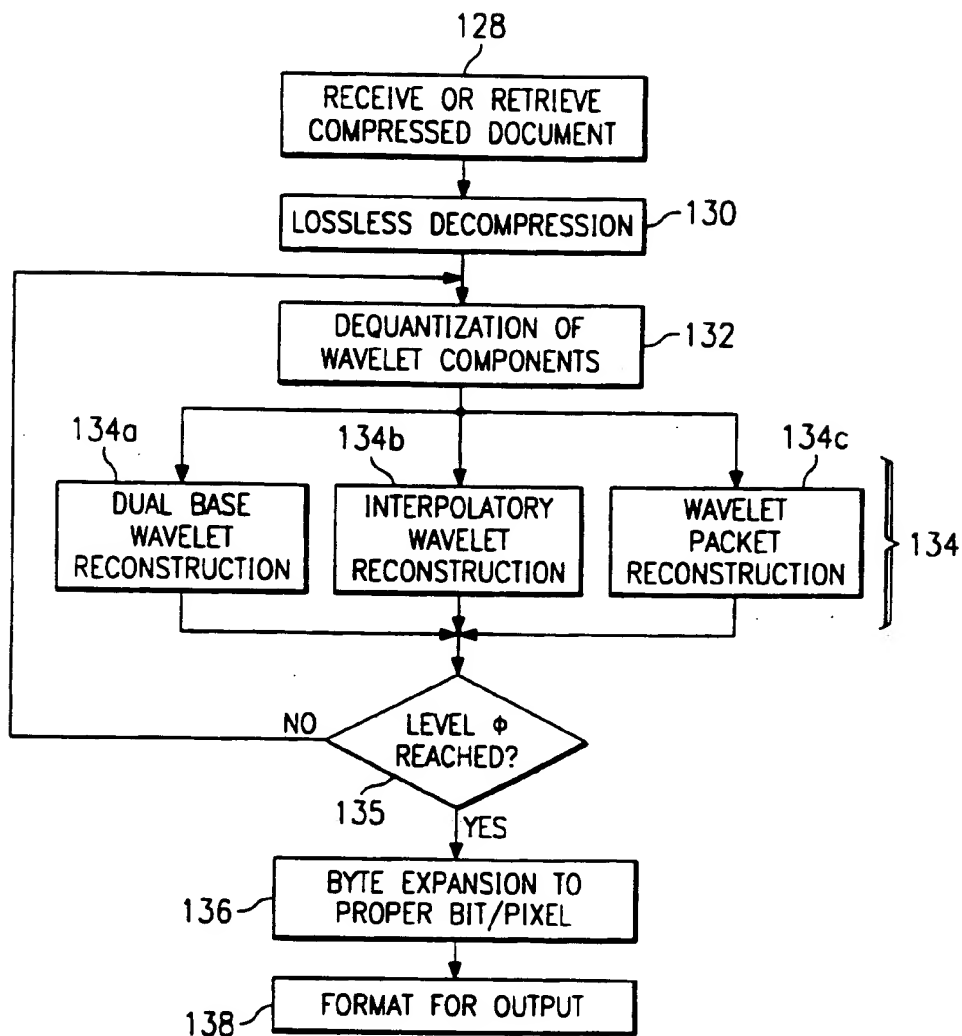 128
RECEIVE OR RETRIEVE
COMPRESSED DOCUMENT
LOSSLESS DECOMPRESSION
130
DEQUANTIZATION OF
WAVELET COMPONENTS
132
134a
DUAL BASE
WAVELET
RECONSTRUCTION
134b
INTERPOLATORY
WAVELET
RECONSTRUCTION
134c
WAVELET
PACKET
RECONSTRUCTION
134
NO
LEVEL Φ
REACHED?
135
YES
136
BYTE EXPANSION TO
PROPER BIT/PIXEL
138
FORMAT FOR OUTPUT